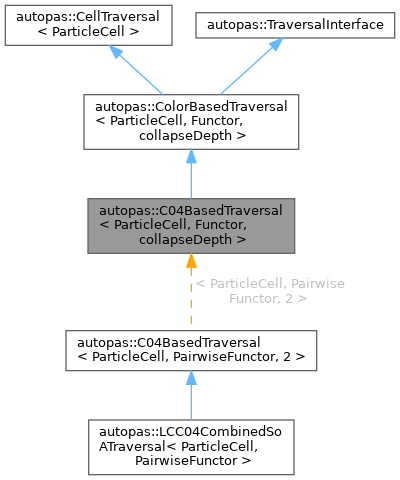 autopas::CellTraversal
< ParticleCell >
autopas::TraversalInterface
autopas::ColorBasedTraversal
< ParticleCell, Functor,
collapseDepth >
autopas::C04BasedTraversal
< ParticleCell, Functor,
collapseDepth >
< ParticleCell, Pairwise
Functor, 2 >
autopas::C04BasedTraversal
< ParticleCell, PairwiseFunctor, 2 >
autopas::LCC04CombinedSo
ATraversal< ParticleCell,
PairwiseFunctor >